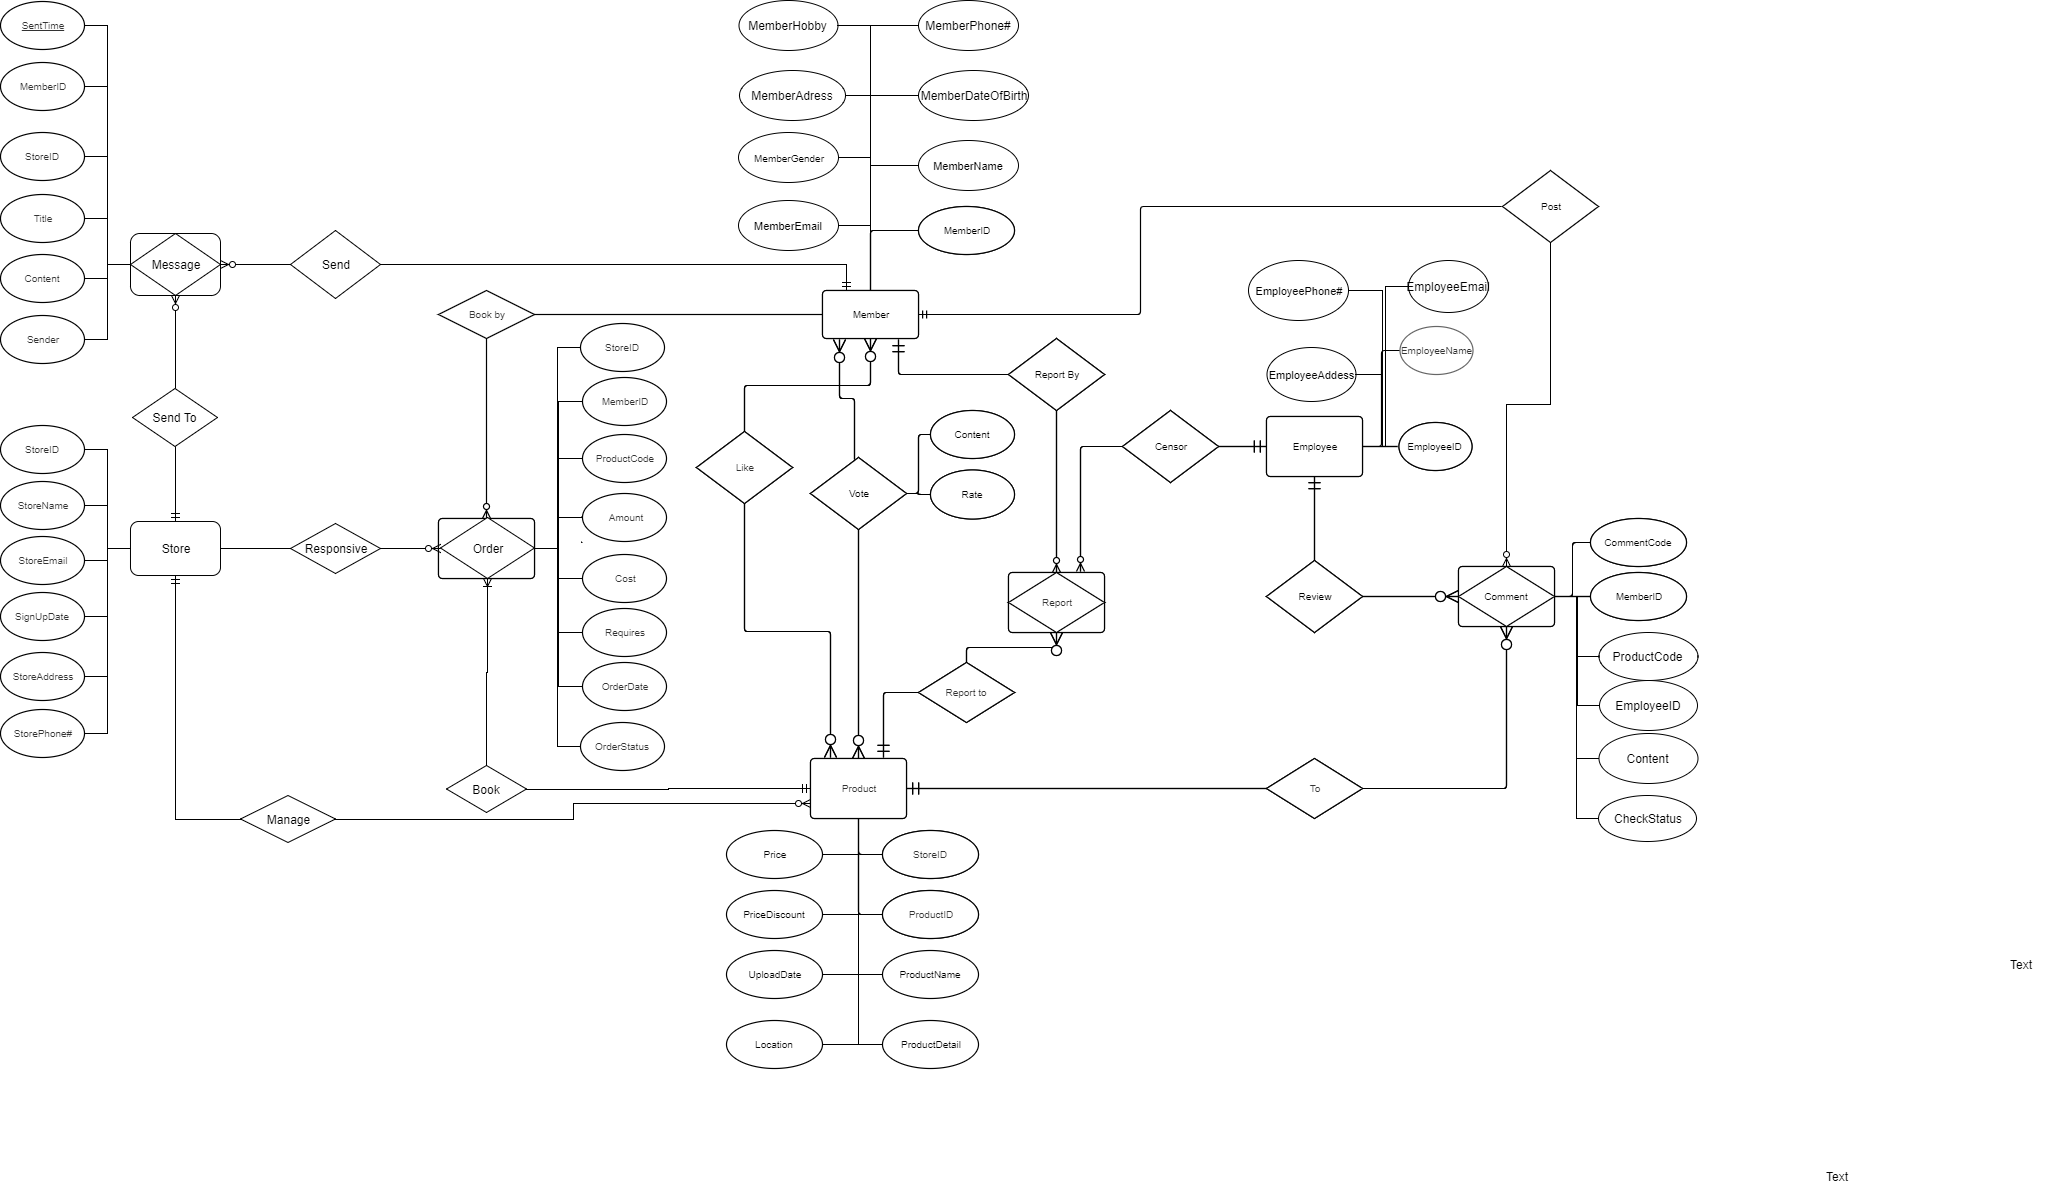 SentTime
MemberHobby
MemberPhone#
MemberID
MemberAdress
MemberDateOfBirth
StoreID
MemberGender
MemberName
Title
MemberEmail
MemberID
Post
Message
Send
Content
Sender
Book by
Member
EmployeePhone#
EmployeeEmail
StoreID
EmployeeName
Report By
EmployeeAddess
MemberID
Send To
Content
Censor
Employee
EmployeeID
StoreID
ProductCode
Like
Vote
Rate
StoreName
Amount
Store
Responsive
Order
.
CommentCode
StoreEmail
Cost
Report
Review
Comment
MemberID
SignUpDate
Requires
ProductCode
StoreAddress
OrderDate
Report to
EmployeeID
StorePhone#
OrderStatus
Content
Book
Product
To
Manage
CheckStatus
Price
StoreID
PriceDiscount
ProductID
UploadDate
ProductName
Text
Location
ProductDetail
Text